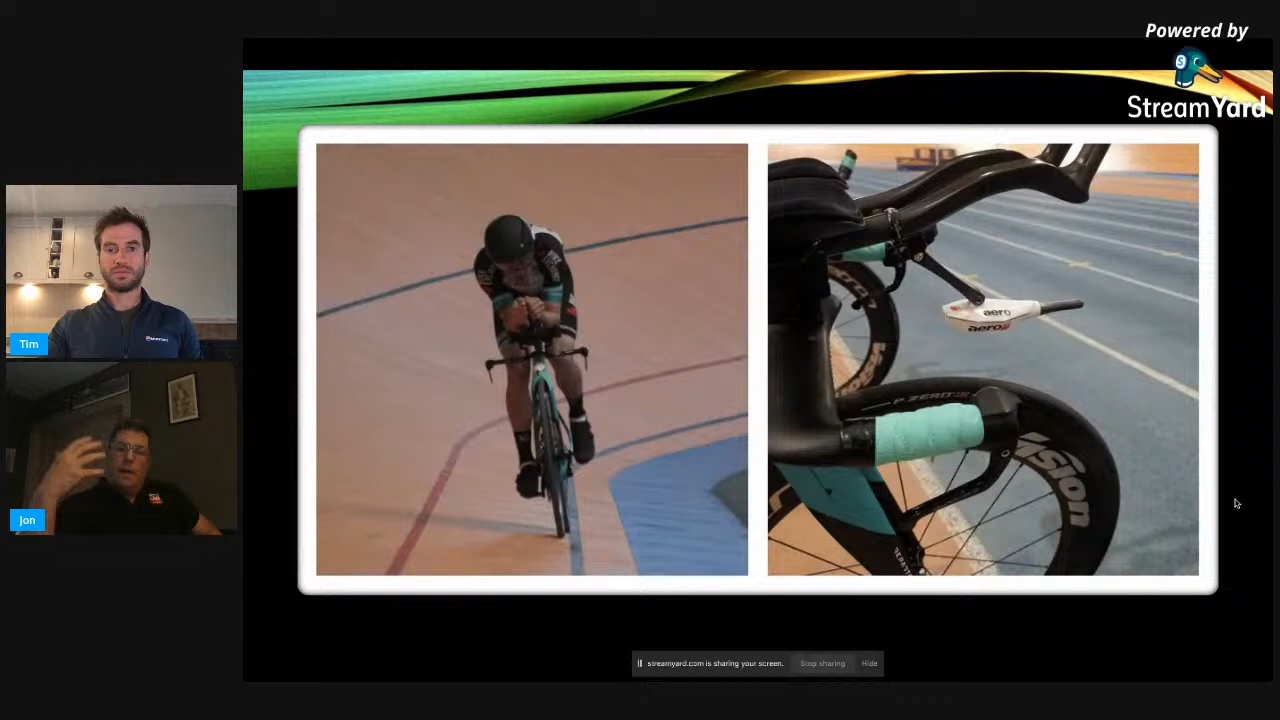 Powered by
StreamYard
Tim
Jon
aero
aero
P ZERO
Vision
streamyard.com is sharing your screen.
Stop sharing
Hide